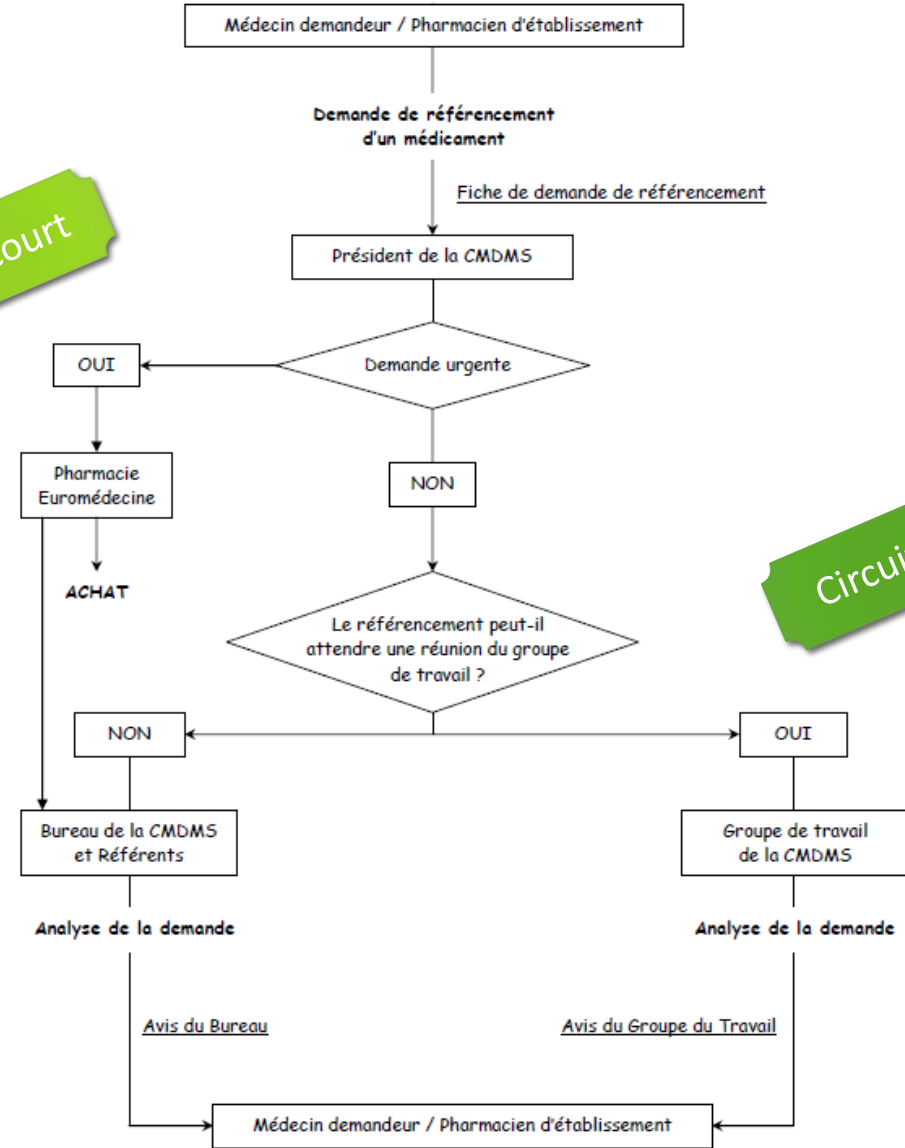 Médecin demandeur / Pharmacien d'établissement
Demande de référencement
d'un médicament
Fiche de demande de référencement
court
Président de la CMDMS
OUI
Demande urgente
Pharmacie
Euromédecine
NON
ACHAT
Le référencement peut-il
attendre une réunion du groupe
de travail ?
NON
OUI
Bureau de la CMDMS
et Référents
Groupe de travail
de la CMDMS
Analyse de la demande
Analyse de la demande
Avis du Bureau
Avis du Groupe du Travail
Médecin demandeur / Pharmacien d'établissement